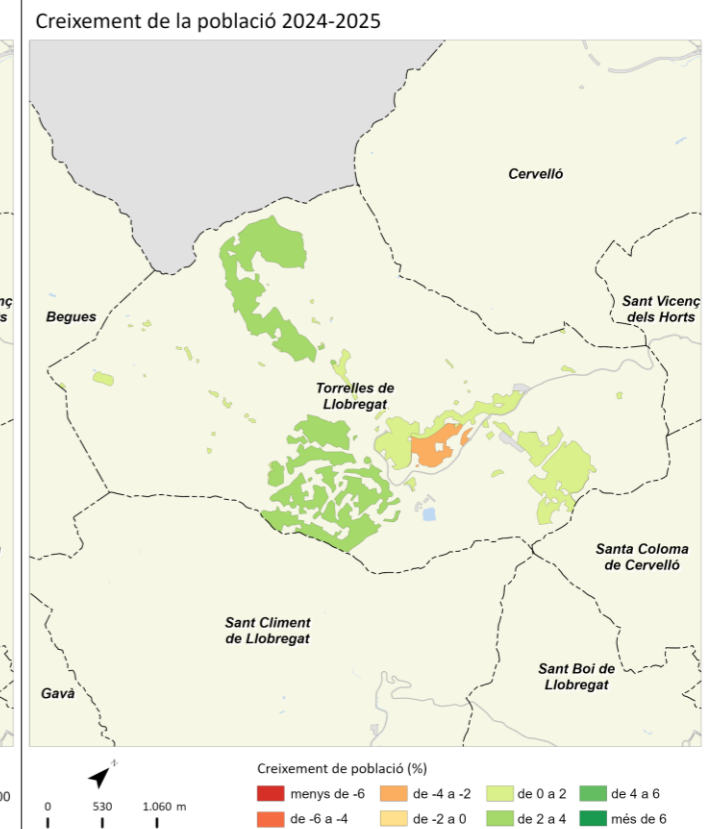 Creixement de la població 2024-2025
Cervelló
Sant Vicenç
dels Horts
Begues
Torrelles de
Llobregat
Santa Coloma
de Cervelló
Sant Climent
de Llobregat
Sant Boi de
Llobregat
Gavà
N
0 530 1.060 m
Creixement de població (%)
menys de -6
de -4 a -2
de 0 a 2
de 4 a 6
de -6 a -4
de -2 a 0
de 2 a 4
més de 6